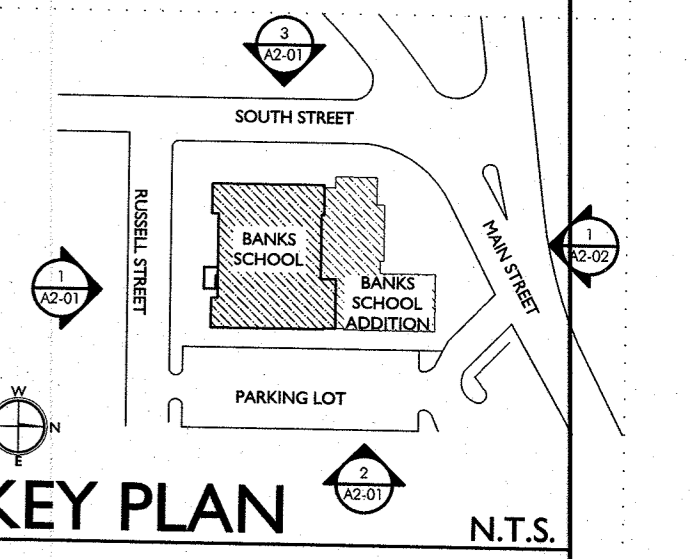 3
A2-01
SOUTH STREET
RUSSELL STREET
BANKS
SCHOOL
MAIN STREET
1
A2-02
1
A2-01
BANKS
SCHOOL
ADDITION
PARKING LOT
W
N
E
2
A2-01
KEY PLAN
N.T.S.